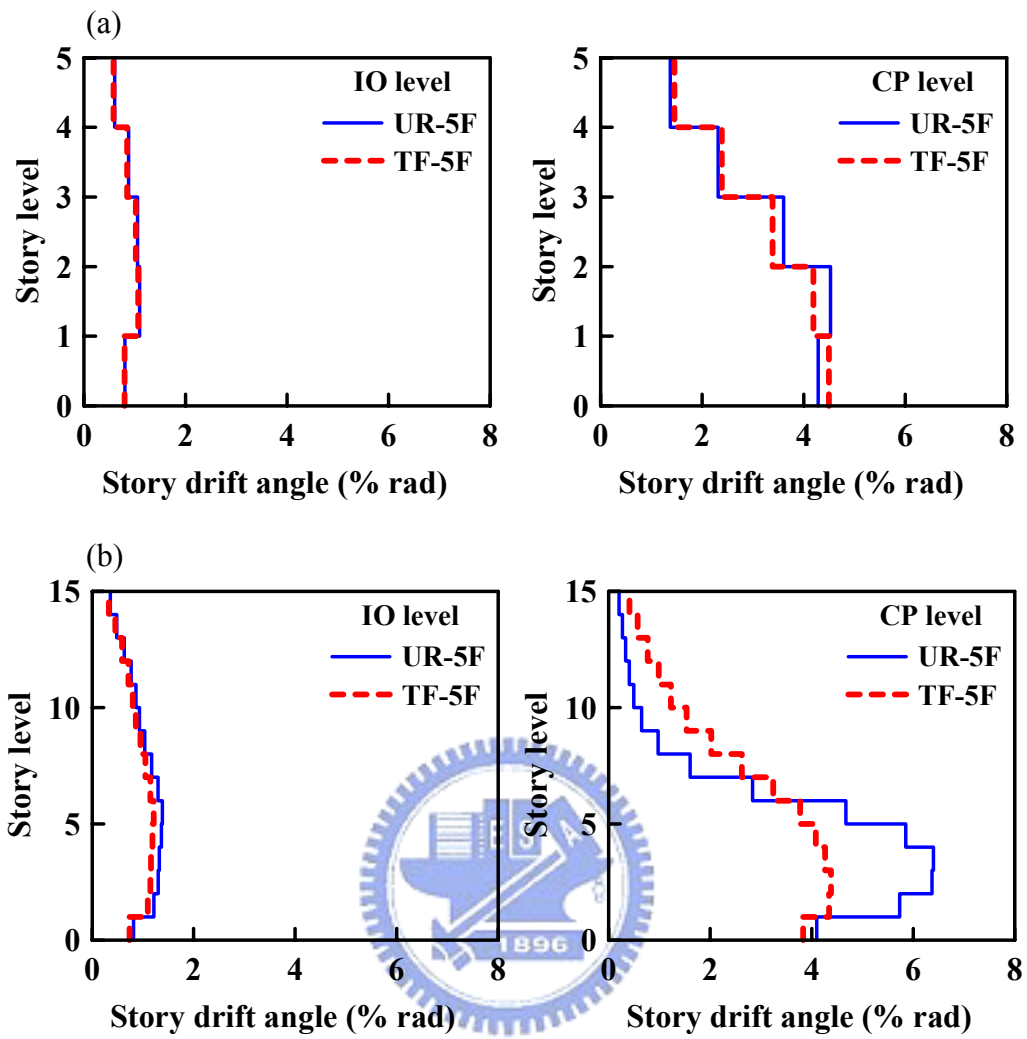 (a)
5
4
3
2
1
0
Story level
IO level
UR-5F
TF-5F
0 2 4 6 8
Story drift angle (% rad)
5
4
3
2
1
0
Story level
CP level
UR-5F
TF-5F
0 2 4 6 8
Story drift angle (% rad)
(b)
15
10
5
0
Story level
IO level
UR-5F
TF-5F
0 2 4 6 8
Story drift angle (% rad)
15
10
5
0
Story level
CP level
UR-5F
TF-5F
0 2 4 6 8
Story drift angle (% rad)
1896